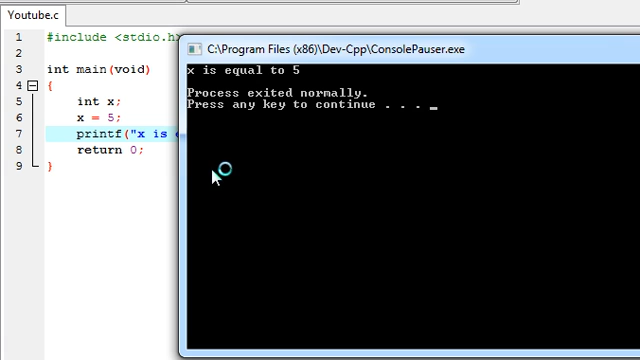 Youtube.c
1 #include <stdio.h>
2
3 int main(void)
4 {
5 int x;
6 x = 5;
7 printf("x is e
8 return 0;
9 }
C:\Program Files (x86)\Dev-Cpp\ConsolePauser.exe
x is equal to 5
Process exited normally.
Press any key to continue . . . _